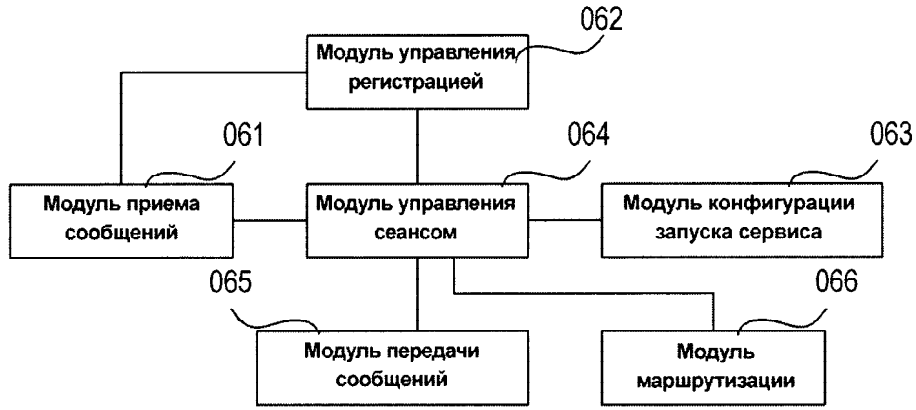 062
Модуль управления
регистрацией
061
064
063
Модуль приема
сообщений
Модуль управления
сеансом
Модуль конфигурации
запуска сервиса
065
066
Модуль передачи
сообщений
Модуль
маршрутизации